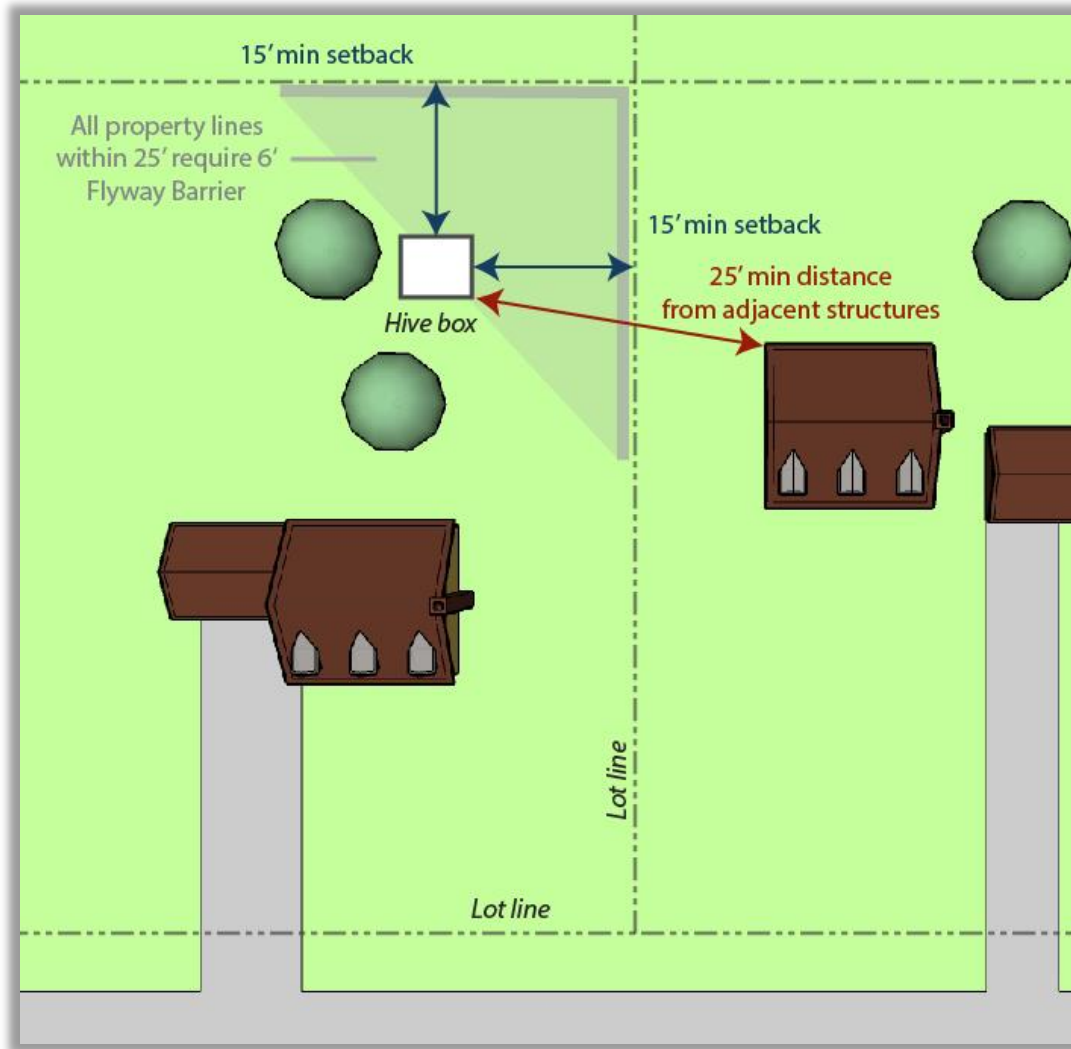 15’ min setback
All property lines
within 25’ require 6’
Flyway Barrier
15’ min setback
25’ min distance
from adjacent structures
Hive box
Lot line
Lot line